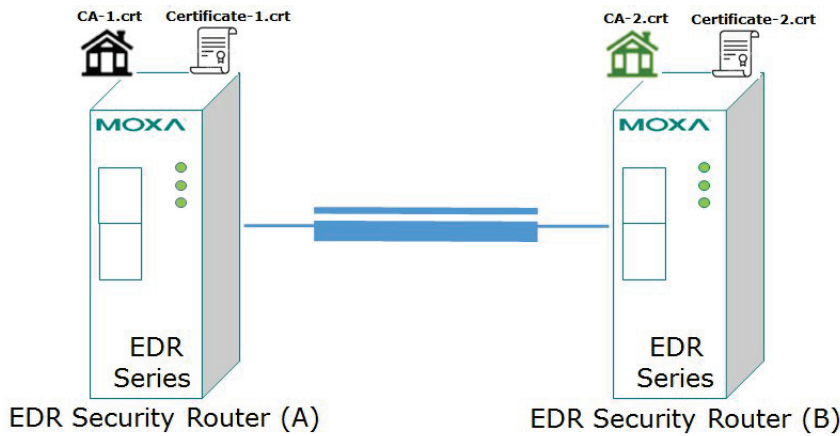 CA-1.crt Certificate-1.crt
CA-2.crt Certificate-2.crt
MOXA
MOXA
EDR
Series
EDR
Series
EDR Security Router (A)
EDR Security Router (B)